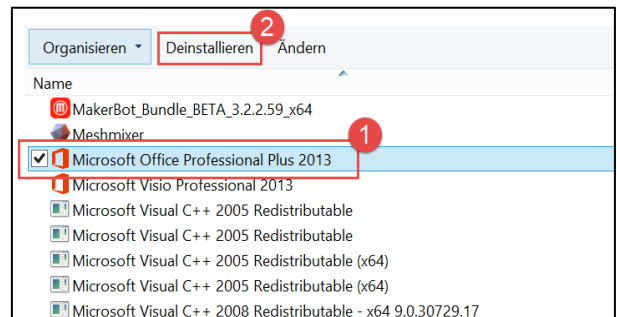 2
Organisieren Deinstallieren Ändern
Name
MakerBot_Bundle_BETA_3.2.2.59_x64
Meshmixer
1
Microsoft Office Professional Plus 2013
Microsoft Visio Professional 2013
Microsoft Visual C++ 2005 Redistributable
Microsoft Visual C++ 2005 Redistributable
Microsoft Visual C++ 2005 Redistributable (x64)
Microsoft Visual C++ 2005 Redistributable (x64)
Microsoft Visual C++ 2008 Redistributable - x64 9.0.30729.17